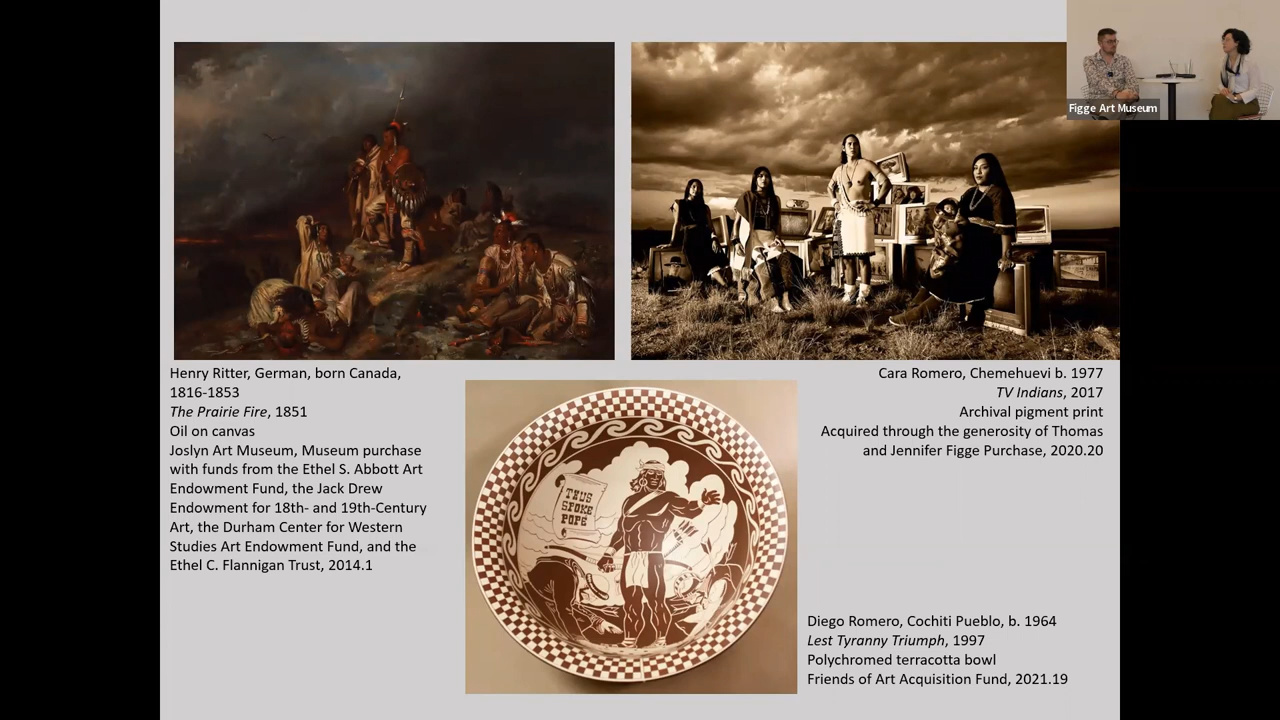 Figge Art Museum
Henry Ritter, German, born Canada,
1816-1853
The Prairie Fire, 1851
Oil on canvas
Joslyn Art Museum, Museum purchase
with funds from the Ethel S. Abbott Art
Endowment Fund, the Jack Drew
Endowment for 18th- and 19th-Century
Art, the Durham Center for Western
Studies Art Endowment Fund, and the
Ethel C. Flannigan Trust, 2014.1
Cara Romero, Chemehuevi b. 1977
TV Indians, 2017
Archival pigment print
Acquired through the generosity of Thomas
and Jennifer Figge Purchase, 2020.20
TZUS
SPOKE
POPE
Diego Romero, Cochiti Pueblo, b. 1964
Lest Tyranny Triumph, 1997
Polychromed terracotta bowl
Friends of Art Acquisition Fund, 2021.19